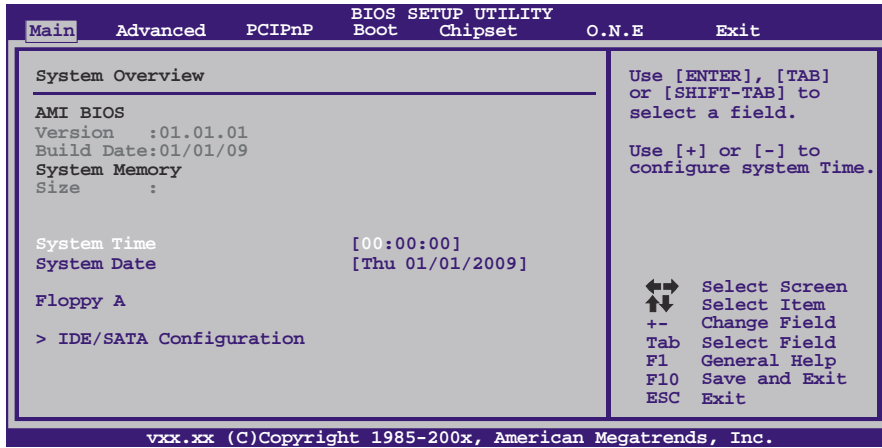 BIOS SETUP UTILITY
Main Advanced PCIPnP Boot Chipset O.N.E Exit
System Overview
AMI BIOS
Version :01.01.01
Build Date:01/01/09
System Memory
Size :
System Time [00:00:00]
System Date [Thu 01/01/2009]
Floppy A
> IDE/SATA Configuration
Use [ENTER], [TAB]
or [SHIFT-TAB] to
select a field.
Use [+] or [-] to
configure system Time.
Select Screen
Select Item
+- Change Field
Tab Select Field
F1 General Help
F10 Save and Exit
ESC Exit
vxx.xx (C)Copyright 1985-200x, American Megatrends, Inc.